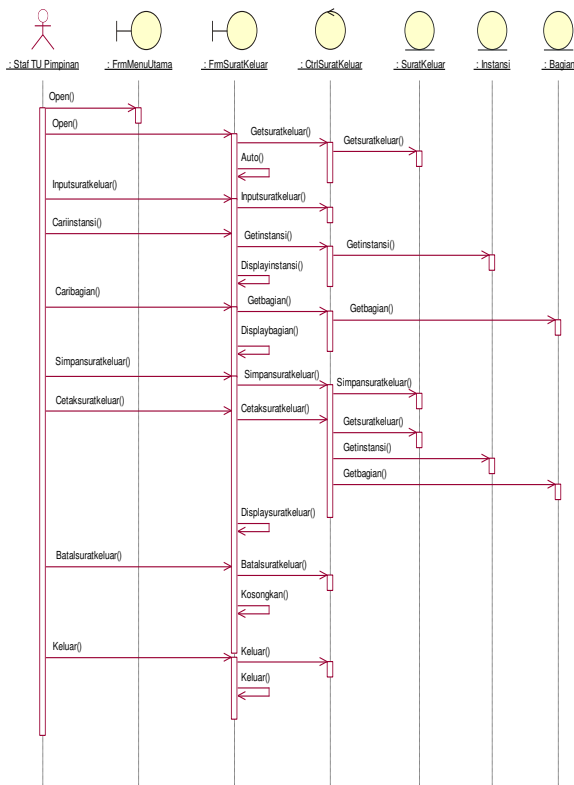 : Staf TU Pimpinan : FrmMenuUtama : FrmSuratKeluar : CtrlSuratKeluar : SuratKeluar : Instansi : Bagian
Open()
Open()
Getsuratkeluar()
Getsuratkeluar()
Auto()
Inputsuratkeluar()
Inputsuratkeluar()
Cariinstansi()
Getinstansi()
Getinstansi()
Displayinstansi()
Caribagian()
Getbagian()
Getbagian()
Displaybagian()
Simpansuratkeluar()
Simpansuratkeluar()
Simpansuratkeluar()
Cetaksuratkeluar()
Cetaksuratkeluar()
Getsuratkeluar()
Getinstansi()
Getbagian()
Displaysuratkeluar()
Batalsuratkeluar()
Batalsuratkeluar()
Kosongkan()
Keluar()
Keluar()
Keluar()